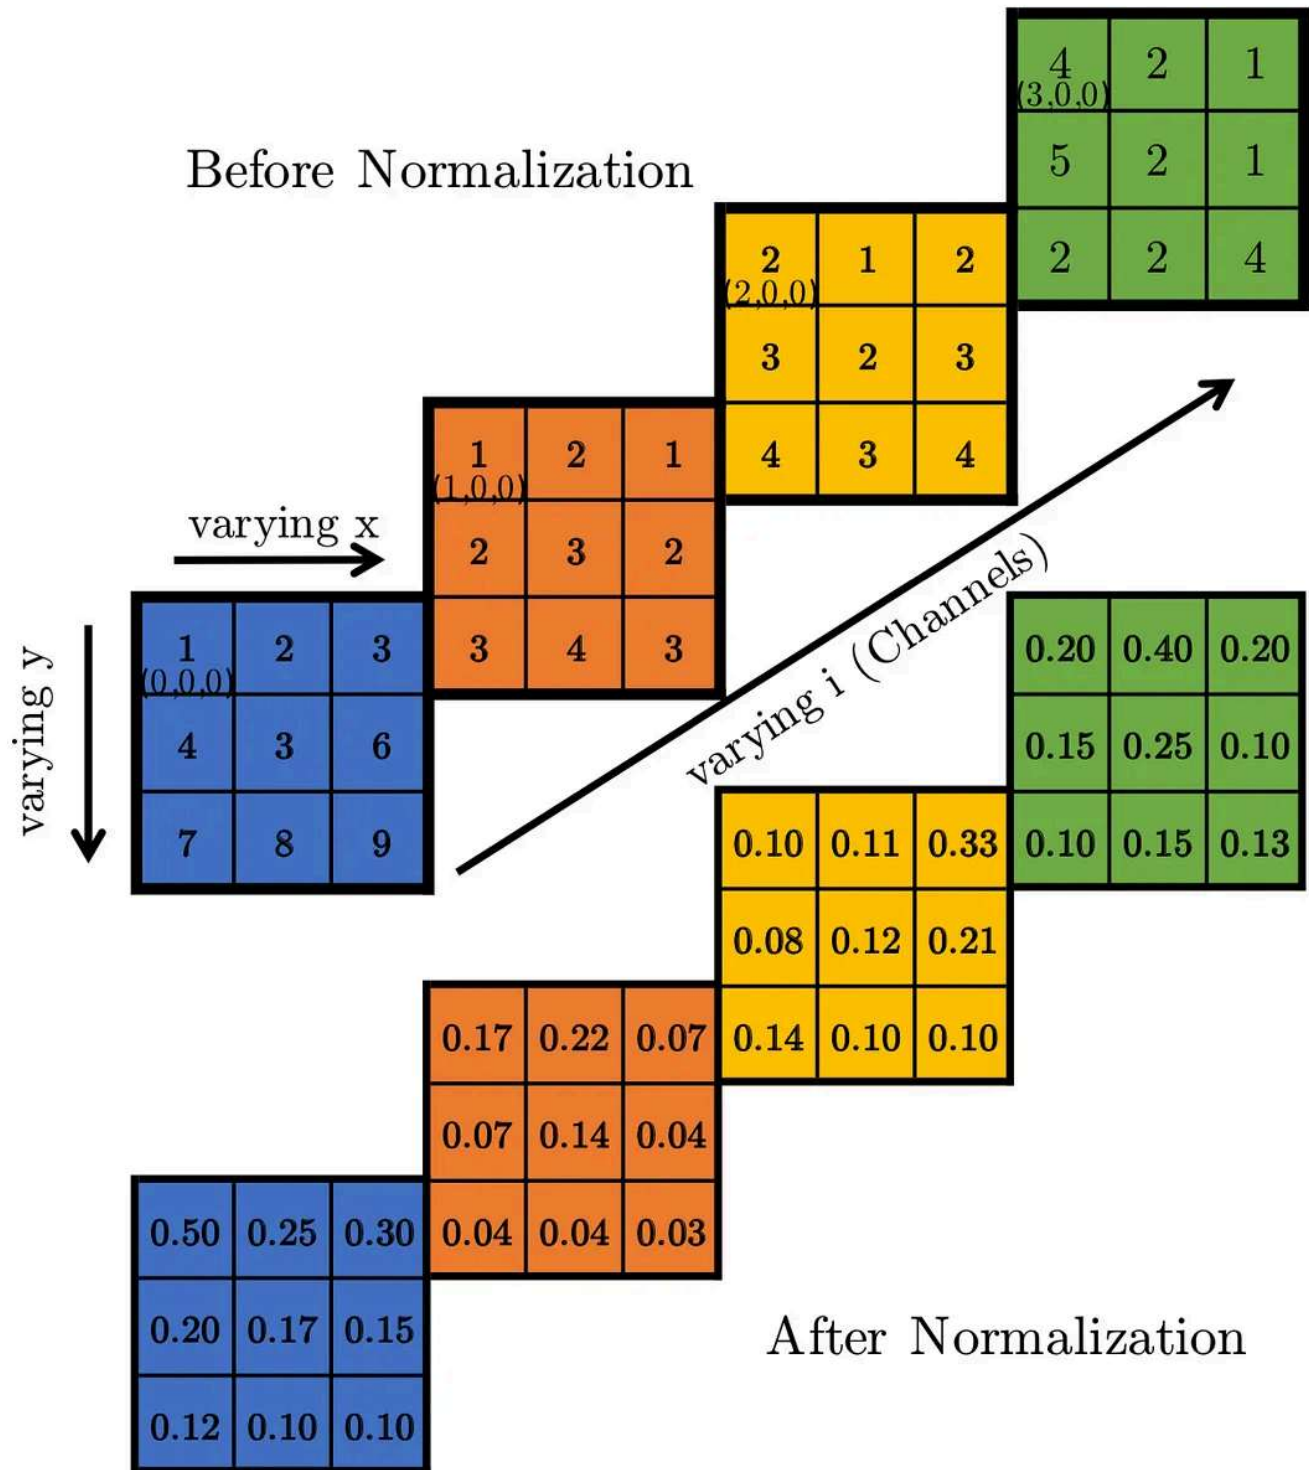 4 2 1
(3,0,0)
5 2 1
2 2 4
Before Normalization
2 1 2
(2,0,0)
3 2 3
4 3 4
1 2 1
(1,0,0)
2 3 2
3 4 3
varying x
varying y
1 2 3
(0,0,0)
4 3 6
7 8 9
varying i (Channels)
0.20 0.40 0.20
0.15 0.25 0.10
0.10 0.15 0.13
0.10 0.11 0.33
0.08 0.12 0.21
0.14 0.10 0.10
0.17 0.22 0.07
0.07 0.14 0.04
0.04 0.04 0.03
0.50 0.25 0.30
0.20 0.17 0.15
0.12 0.10 0.10
After Normalization